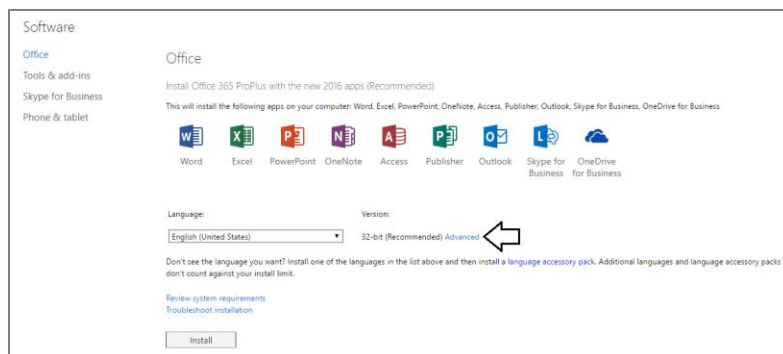 Software
Office
Tools & add-ins
Skype for Business
Phone & tablet
Office
Install Office 365 ProPlus with the new 2016 apps (Recommended)
This will install the following apps on your computer: Word, Excel, PowerPoint, OneNote, Access, Publisher, Outlook, Skype for Business, OneDrive for Business
Word Excel PowerPoint OneNote Access Publisher Outlook Skype for Business OneDrive for Business
Language: Version:
English (United States) 32-bit (Recommended) Advanced
Don't see the language you want? Install one of the languages in the list above and then install a language accessory pack. Additional languages and language accessory packs
don't count against your install limit.
Review system requirements
Troubleshoot installation
Install